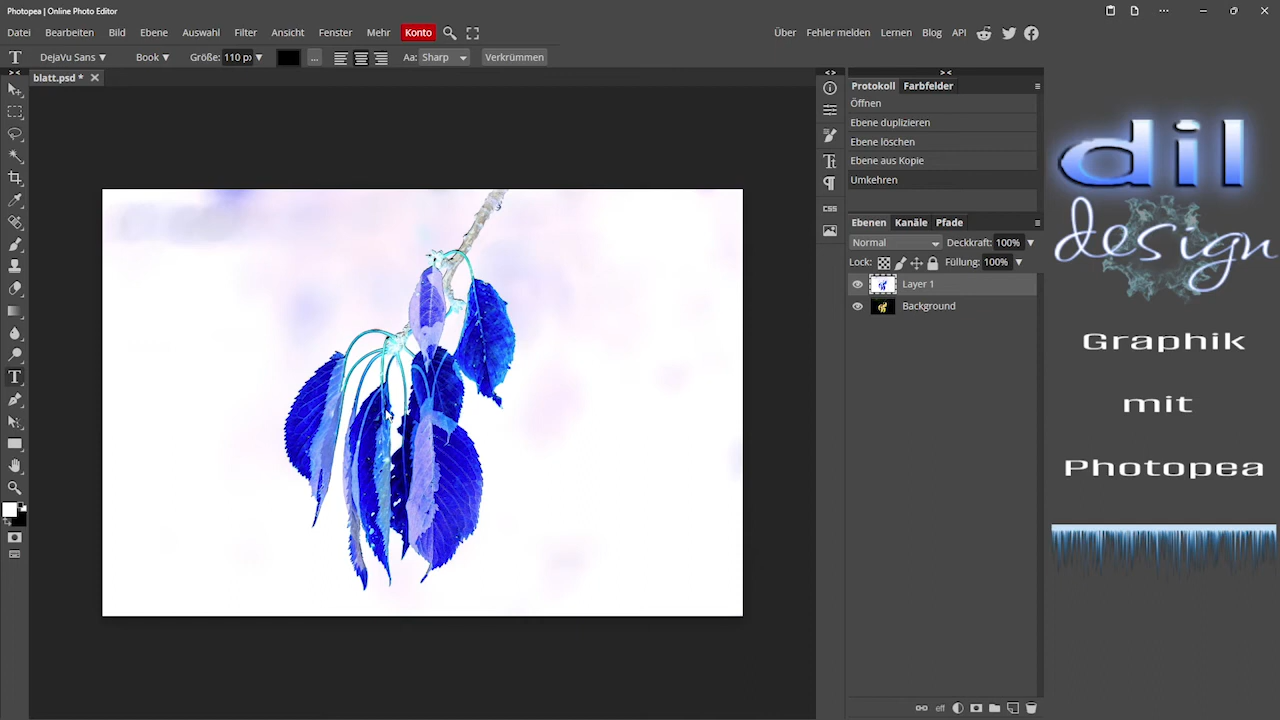 Photopea | Online Photo Editor
Datei Bearbeiten Bild Ebene Auswahl Filter Ansicht Fenster Mehr Konto Über Fehler melden Lernen Blog API
T DejaVu Sans Book Größe: 110 p Aa: Sharp Verkrümmen
blatt.psd *
Protokoll Farbfelder
Öffnen
Ebene duplizieren
Ebene löschen
Ebene aus Kopie
Umkehren
CSS
Ebenen Kanäle Pfade
Normal Deckkraft: 100%
Lock: Füllung: 100%
Layer 1
Background
eff
dil
design
Graphik
mit
Photopea